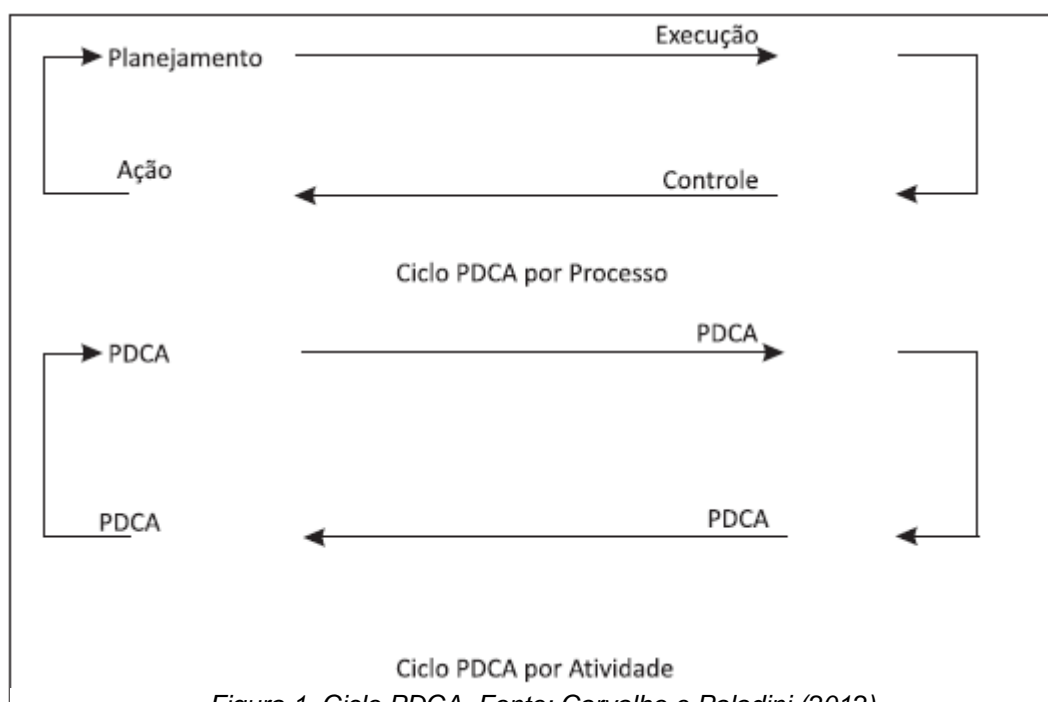 Planejamento Execução
Ação Controle
Ciclo PDCA por Processo
PDCA PDCA
PDCA PDCA
Ciclo PDCA por Atividade
Figura 1. Ciclo PDCA. Fonte: Carvalho e Paladini (2012)